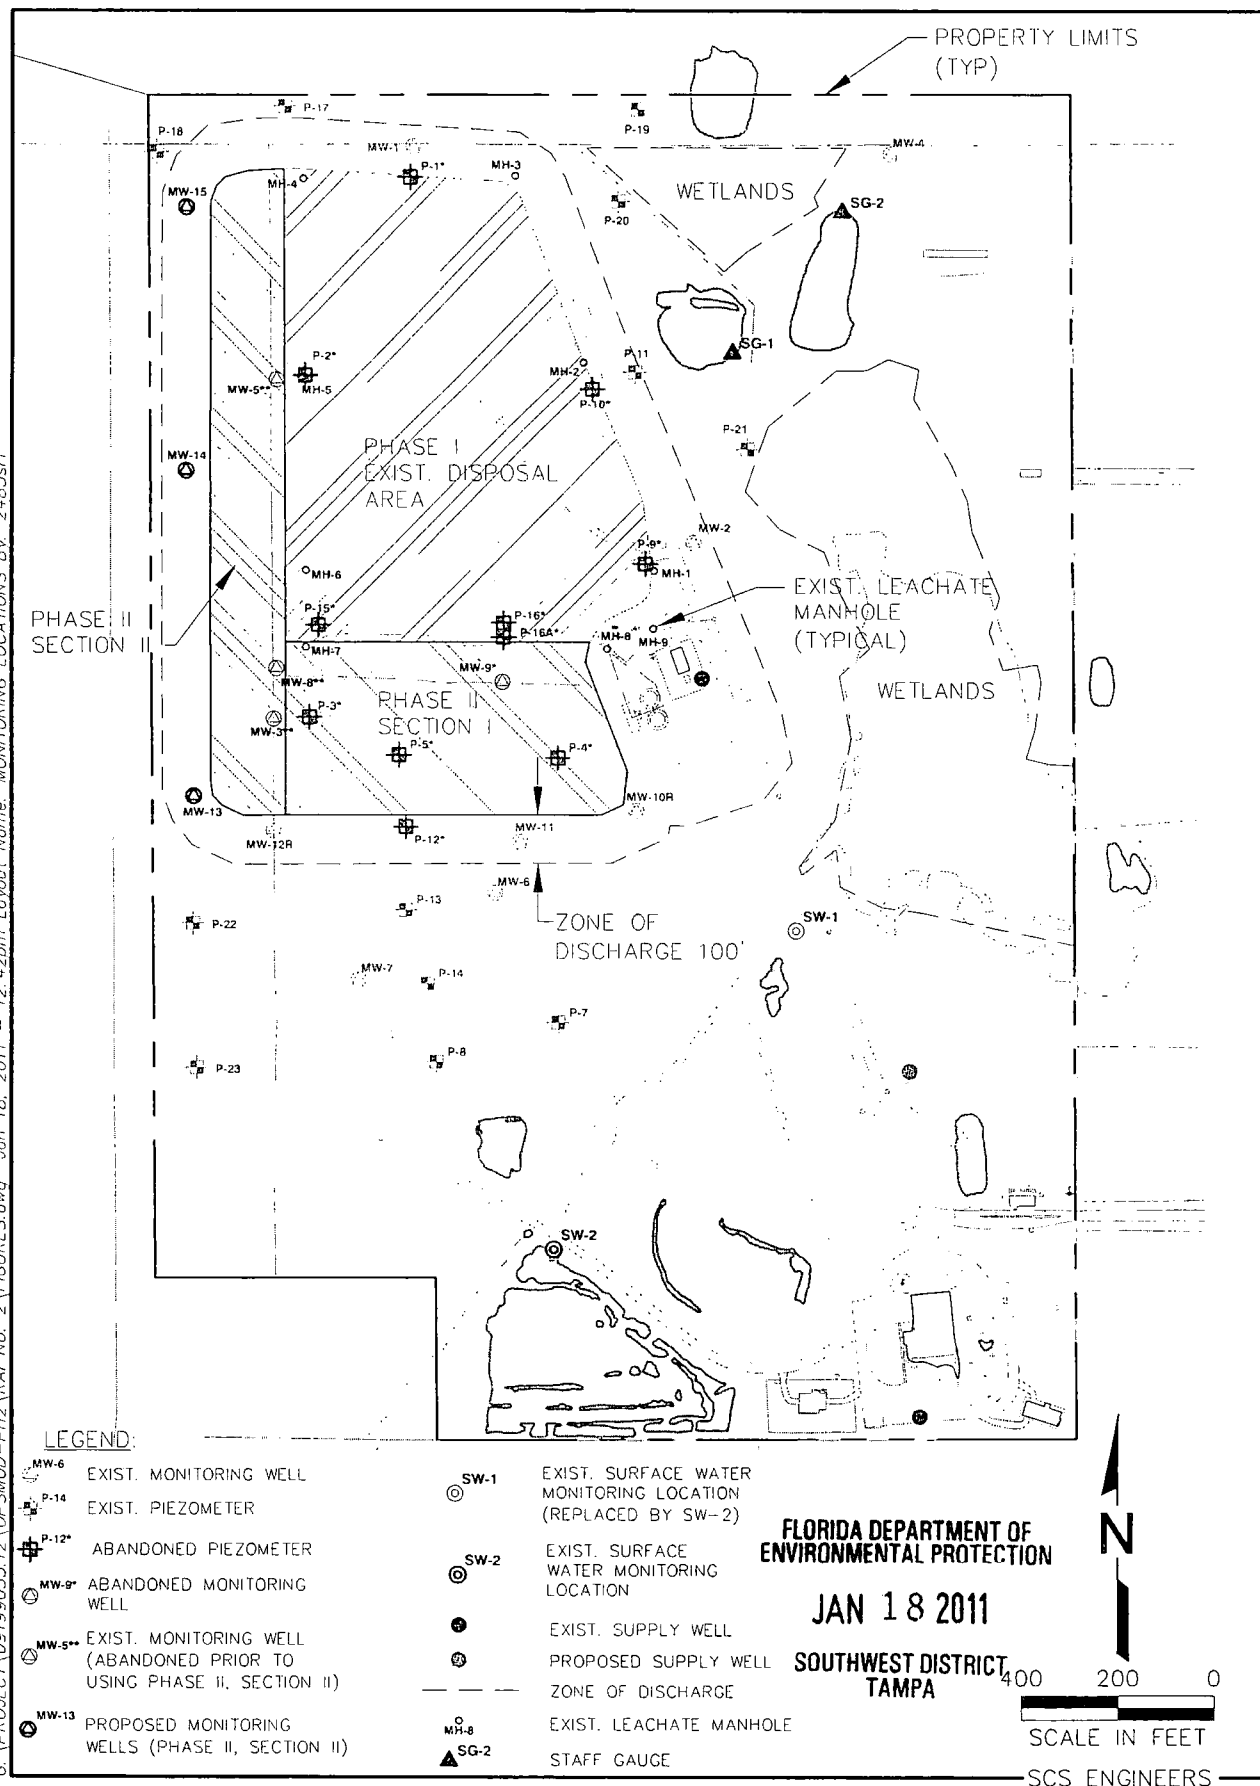 PROPERTY LIMITS
(TYP)
P-17
P-18
P-19
MW-1
MW-4
P-1*
MH-3
MH-4
WETLANDS
MW-15
P-20
SG-2
SG-1
P-2*
P-11
MH-2
MW-5**
MH-5
P-10*
P-21
PHASE I
EXIST. DISPOSAL
AREA
MW-14
MW-2
P-9*
MH-6
MH-1
EXIST. LEACHATE
MANHOLE
(TYPICAL)
PHASE II
SECTION II
P-15*
P-16*
P-16A*
MH-8
MH-9
MH-7
MW-9*
MW-8**
WETLANDS
PHASE II
SECTION I
P-3*
MW-3**
P-5*
P-4*
MW-13
MW-10R
MW-12R
P-12*
MW-11
MW-6
P-13
P-22
ZONE OF
DISCHARGE 100'
SW-1
MW-7
P-14
P-7
P-8
P-23
SW-2
LEGEND:
MW-6
EXIST. MONITORING WELL
P-14
EXIST. PIEZOMETER
P-12*
ABANDONED PIEZOMETER
MW-9*
ABANDONED MONITORING
WELL
MW-5**
EXIST. MONITORING WELL
(ABANDONED PRIOR TO
USING PHASE II, SECTION II)
MW-13
PROPOSED MONITORING
WELLS (PHASE II, SECTION II)
SW-1
EXIST. SURFACE WATER
MONITORING LOCATION
(REPLACED BY SW-2)
SW-2
EXIST. SURFACE
WATER MONITORING
LOCATION
EXIST. SUPPLY WELL
PROPOSED SUPPLY WELL
ZONE OF DISCHARGE
MH-8
EXIST. LEACHATE MANHOLE
SG-2
STAFF GAUGE
FLORIDA DEPARTMENT OF
ENVIRONMENTAL PROTECTION
JAN 18 2011
SOUTHWEST DISTRICT
TAMPA
N
400 200 0
SCALE IN FEET
SCS ENGINEERS